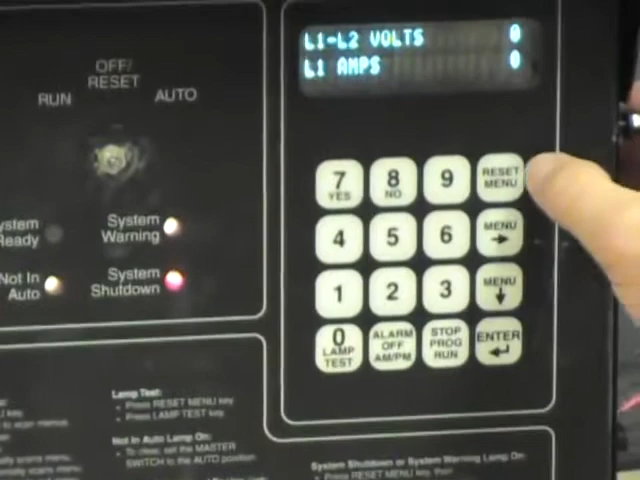 L1-L2 VOLTS 0
L1 AMPS 0
OFF/
RESET
RUN
AUTO
System
Warning
Ready
Not In
Auto
System
Shutdown
7
YES
8
NO
9
RESET
MENU
4
5
6
MENU
→
1
2
3
MENU
↓
0
LAMP
TEST
ALARM
OFF
AM/PM
STOP
PROG
RUN
ENTER
↵
Lamp Test:
• Press RESET MENU key
• Press LAMP TEST key.
Not In Auto Lamp On:
• To clear, set the MASTER
SWITCH to the AUTO position.
System Shutdown or System Warning Lamp On:
• Press RESET MENU key, then